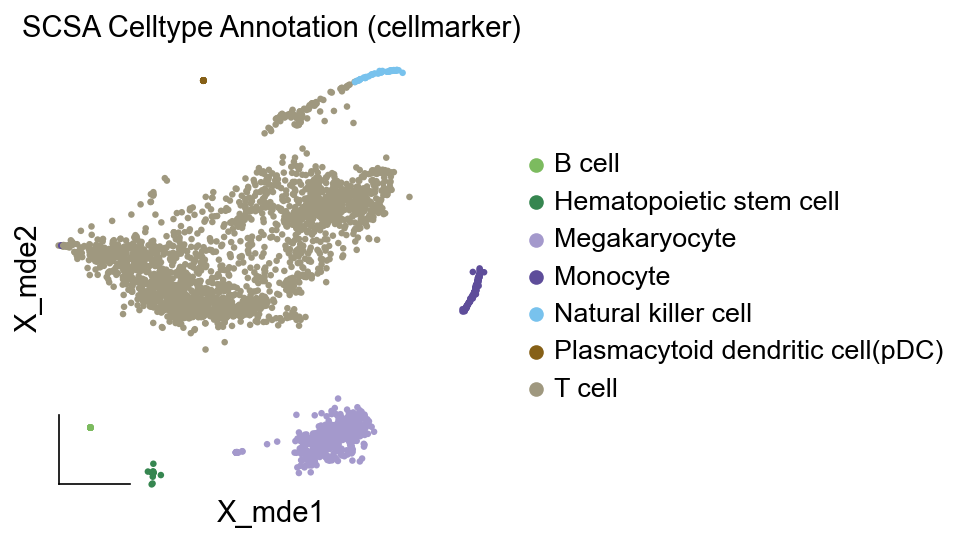 SCSA Celltype Annotation (cellmarker)
B cell
Hematopoietic stem cell
Megakaryocyte
Monocyte
Natural killer cell
Plasmacytoid dendritic cell(pDC)
T cell
X_mde2
X_mde1